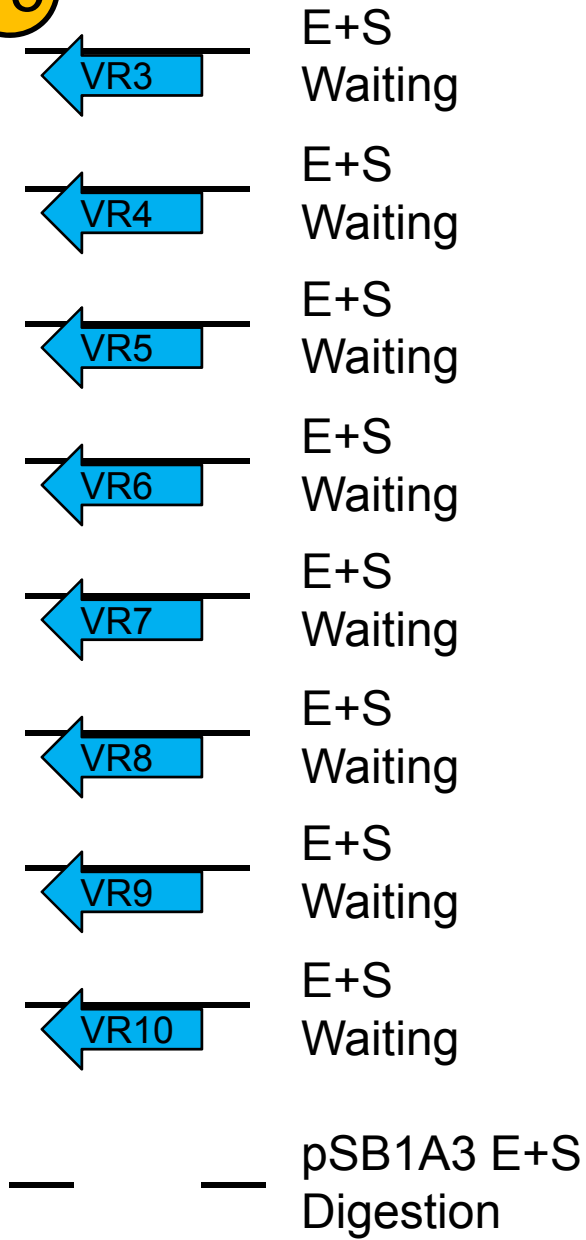 E+S
VR3
Waiting
E+S
VR4
Waiting
E+S
VR5
Waiting
E+S
VR6
Waiting
E+S
VR7
Waiting
E+S
VR8
Waiting
E+S
VR9
Waiting
E+S
VR10
Waiting
pSB1A3 E+S
Digestion